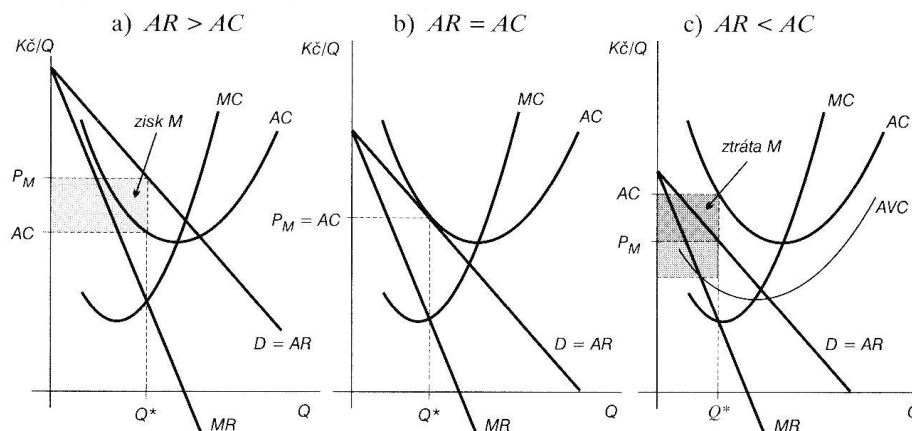 a) AR > AC
Kč/Q
zisk M
MC
AC
P_M
AC
D = AR
Q*
MR
Q
b) AR = AC
Kč/Q
MC
AC
P_M = AC
D = AR
Q*
MR
Q
c) AR < AC
Kč/Q
MC
AC
ztráta M
AC
AVC
P_M
D = AR
Q*
MR
Q